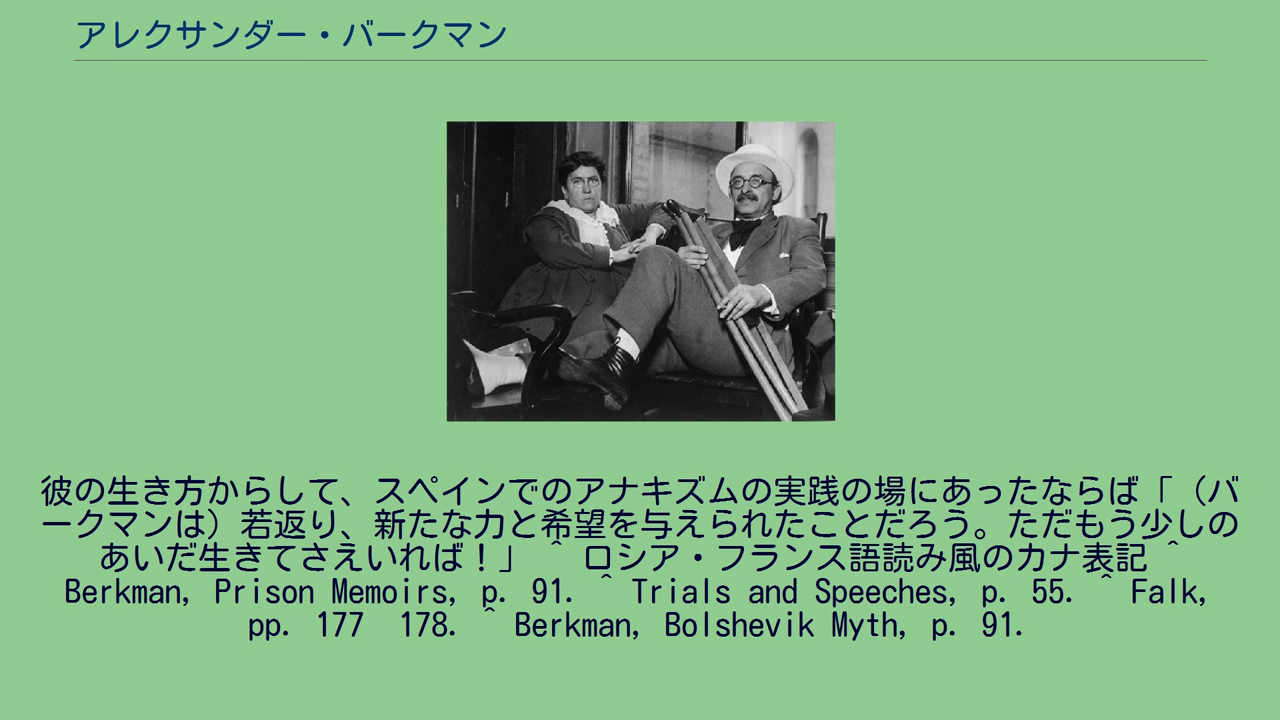 アレクサンダー・バークマン
彼の生き方からして、スペインでのアナキズムの実践の場にあったならば「（バ
ークマンは）若返り、新たな力と希望を与えられたことだろう。ただもう少しの
あいだ生きてさえいれば！」 ^ ロシア・フランス語読み風のカナ表記 ^
Berkman, Prison Memoirs, p. 91. ^ Trials and Speeches, p. 55. ^ Falk,
pp. 177 178. ^ Berkman, Bolshevik Myth, p. 91.